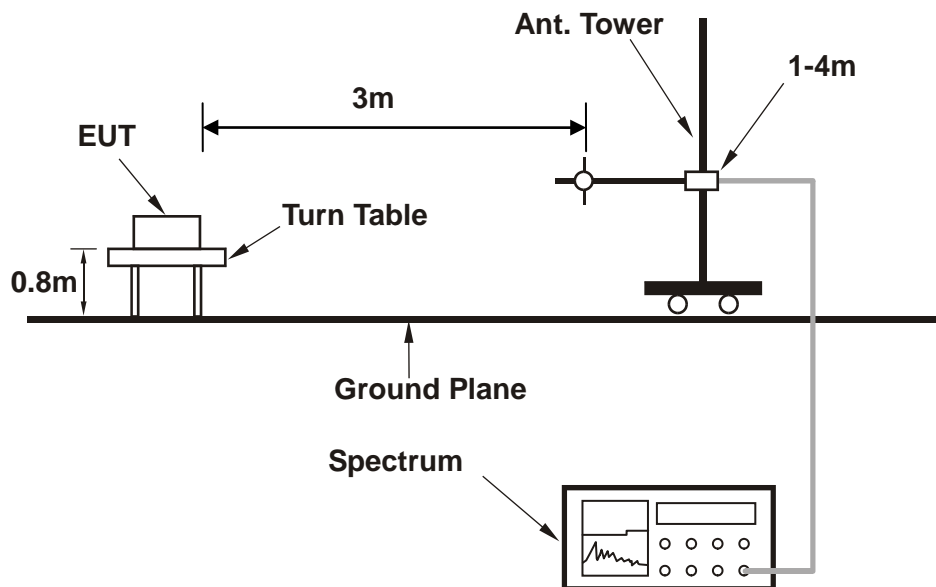 Ant. Tower
1-4m
3m
EUT
Turn Table
0.8m
Ground Plane
Spectrum